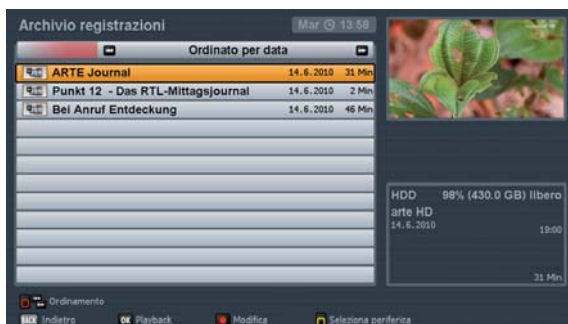 Archivio registrazioni
Mar 13:58
Ordinato per data
ARTE Journal 14.6.2010 31 Min
Punkt 12 - Das RTL-Mittagsjournal 14.6.2010 2 Min
Bei Anruf Entdeckung 14.6.2010 46 Min
HDD 98% (430.0 GB) libero
arte HD
14.6.2010
19:00
31 Min
Ordinamento
BACK Indietro OK Playback Modifica Seleziona periferica